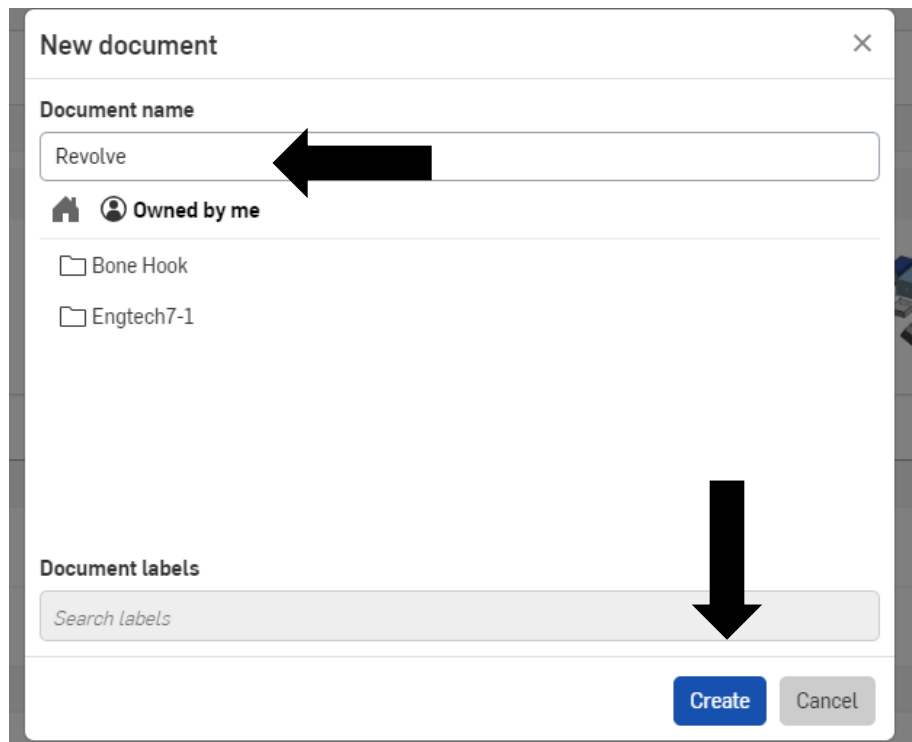 New document
Document name
Revolve
Owned by me
Bone Hook
Engtech7-1
Document labels
Search labels
Create Cancel